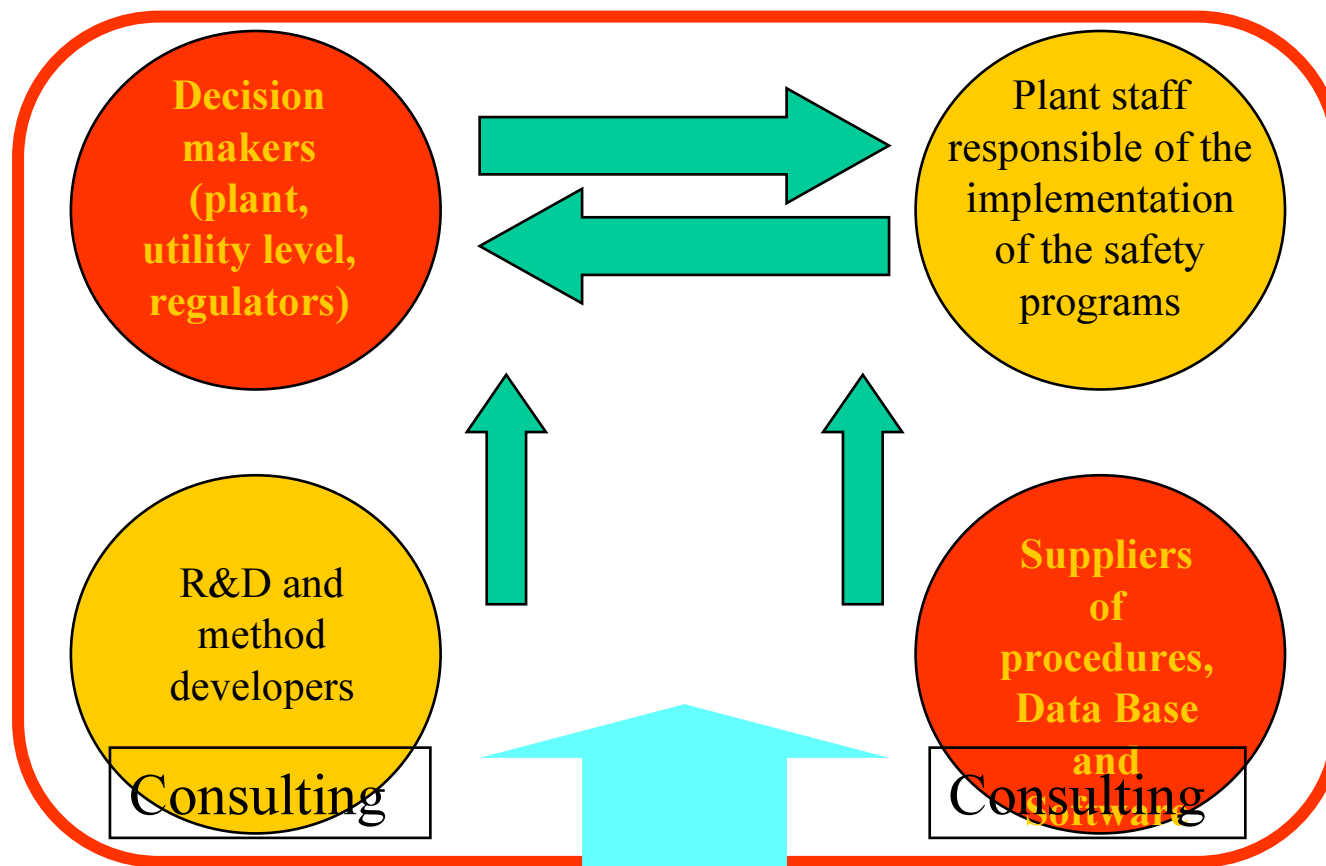 Decision
makers
(plant,
utility level,
regulators)
Plant staff
responsible of the
implementation
of the safety
programs
R&D and
method
developers
Consulting
Suppliers
of
procedures,
Data Base
and
Software
Consulting